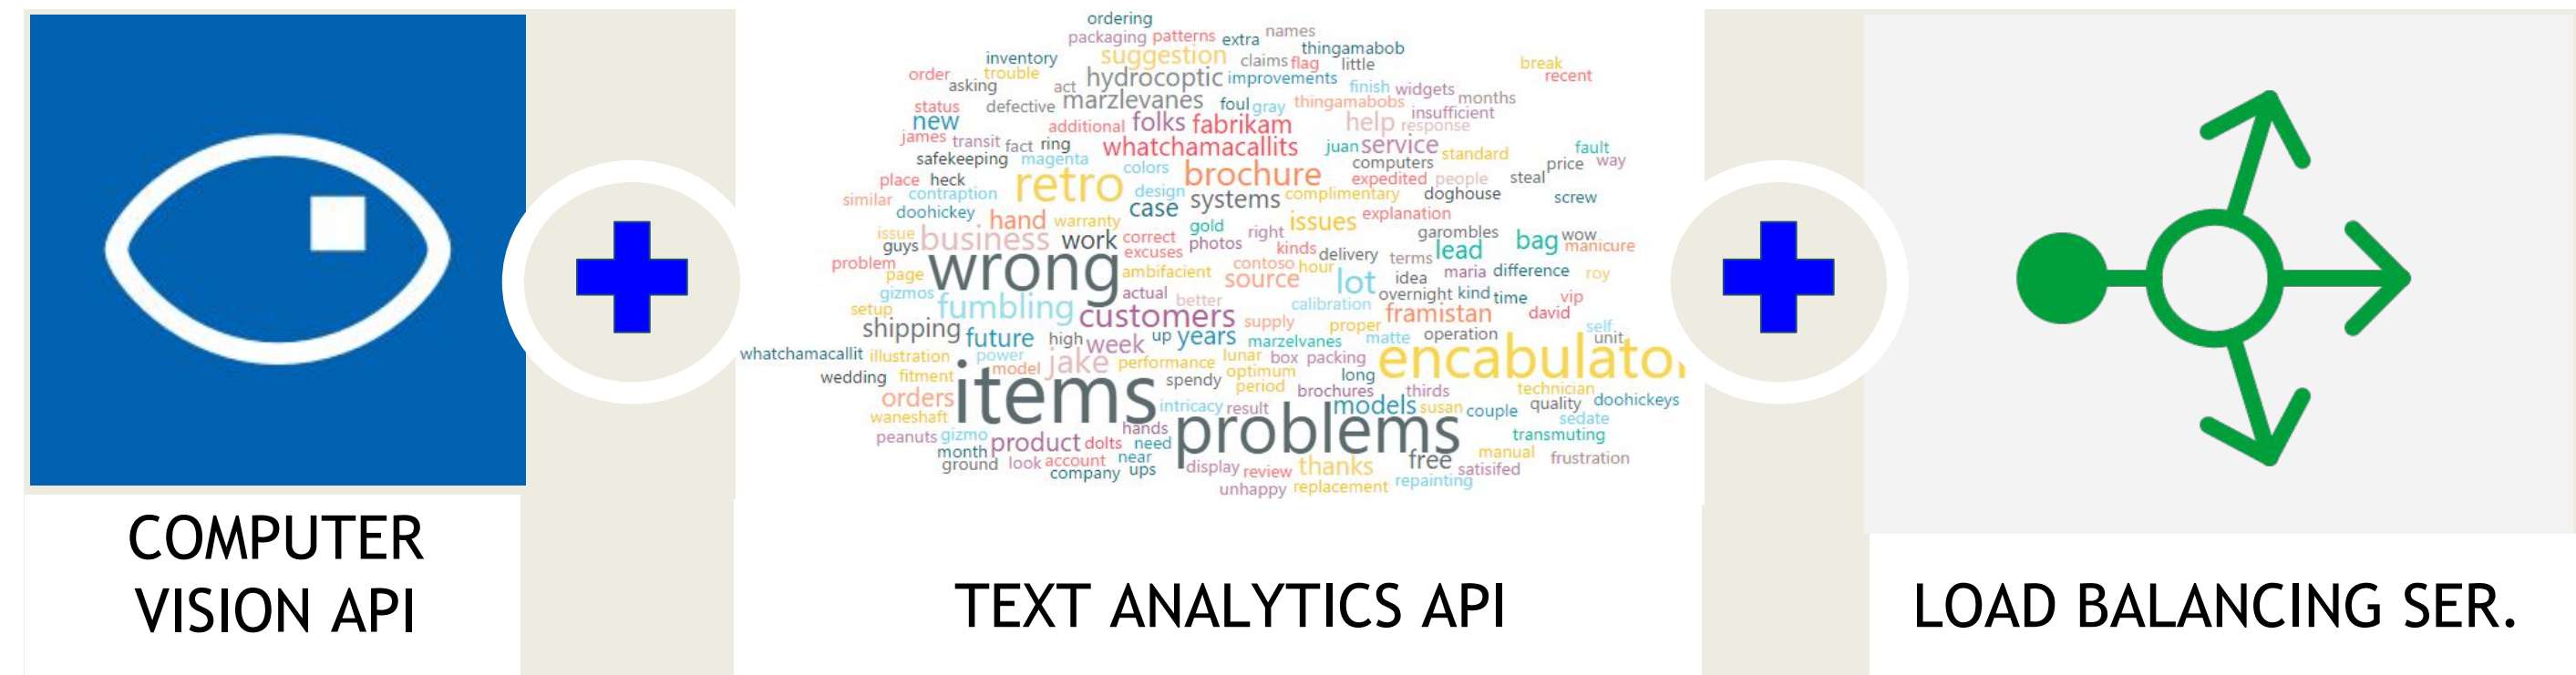 ordering
packaging patterns extra names
inventory suggestion claims flag little thingamabob
order trouble hydrocoptic improvements break
asking act finish widgets recent
status defective marzlevanes foul gray thingamabobs months
new additional folks fabrikam help response insufficient
james transit fact ring whatchamacallits juan service standard fault
safekeeping magenta colors brochure computers price way
place heck retro design systems complimentary expedited people steal
similar contraption case doghouse screw
doohickey hand warranty gold issues explanation
issue business work correct photos right kinds garombles lead bag wow
guys excuses delivery terms manicure
problem wrong ambifacient contoso hour lot idea maria difference roy
page source
gizmos fumbling actual better calibration overnight kind time vip
setup customers supply proper framistan david
shipping future high week up years marzelvanes matte operation self unit
whatchamacallit illustration power jake performance lunar box packing encabulator
wedding fitment model items spendy optimum period long brochures thirds technician
orders intricacy result models susan couple quality doohickeys
waneshaft hands problems sedate
peanuts gizmo product dolts need transmuting
month near free manual
ground look account company ups display review thanks satisifed frustration
unhappy replacement repainting
COMPUTER
VISION API
TEXT ANALYTICS API
LOAD BALANCING SER.